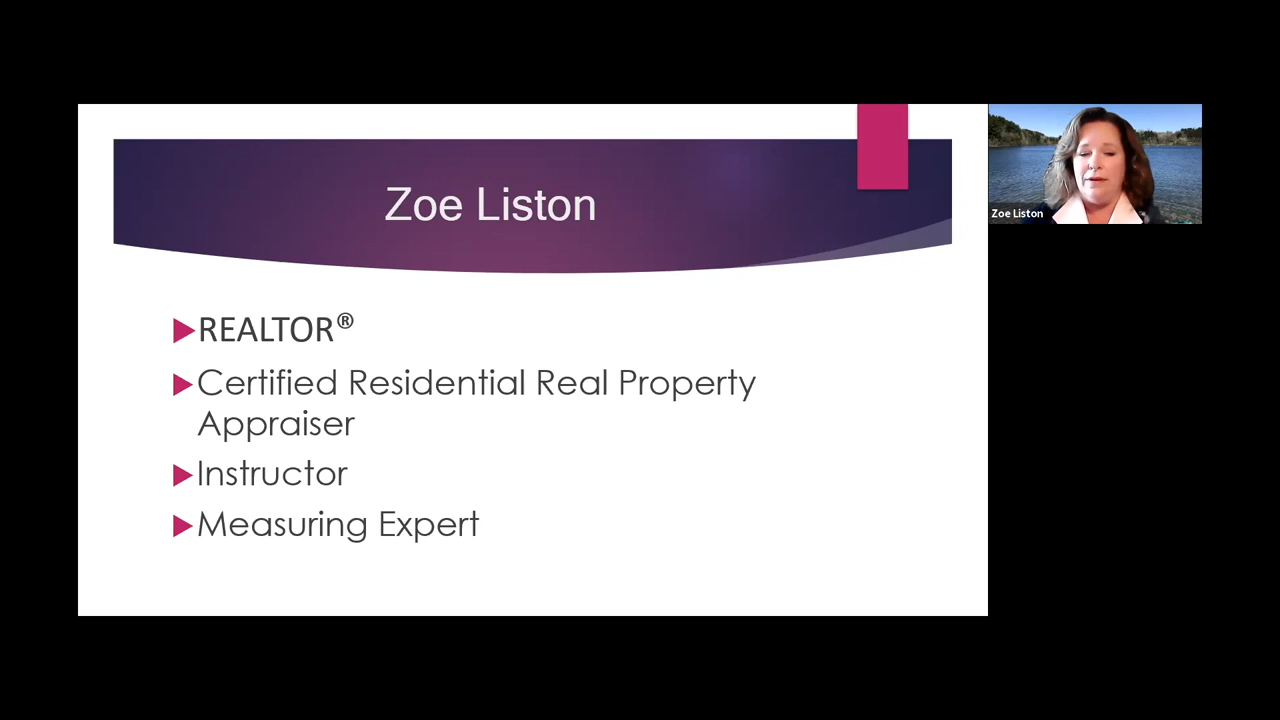 Zoe Liston
REALTOR®
Certified Residential Real Property
Appraiser
Instructor
Measuring Expert
Zoe Liston